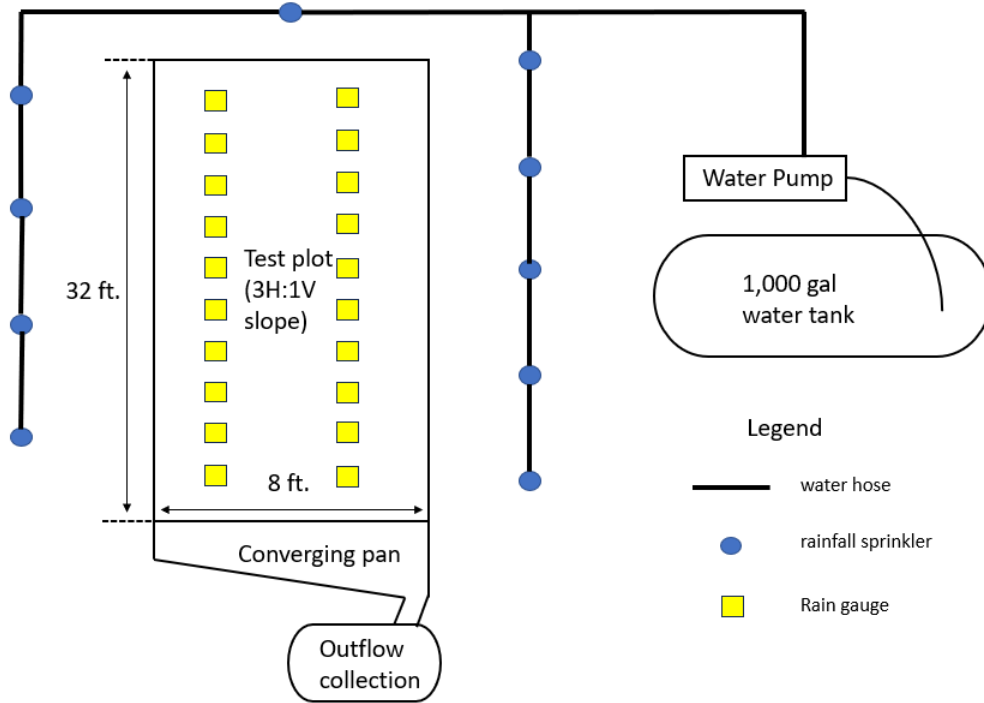 Water Pump
Test plot
(3H:1V
slope)
32 ft.
1,000 gal
water tank
8 ft.
Legend
water hose
Converging pan
rainfall sprinkler
Rain gauge
Outflow
collection